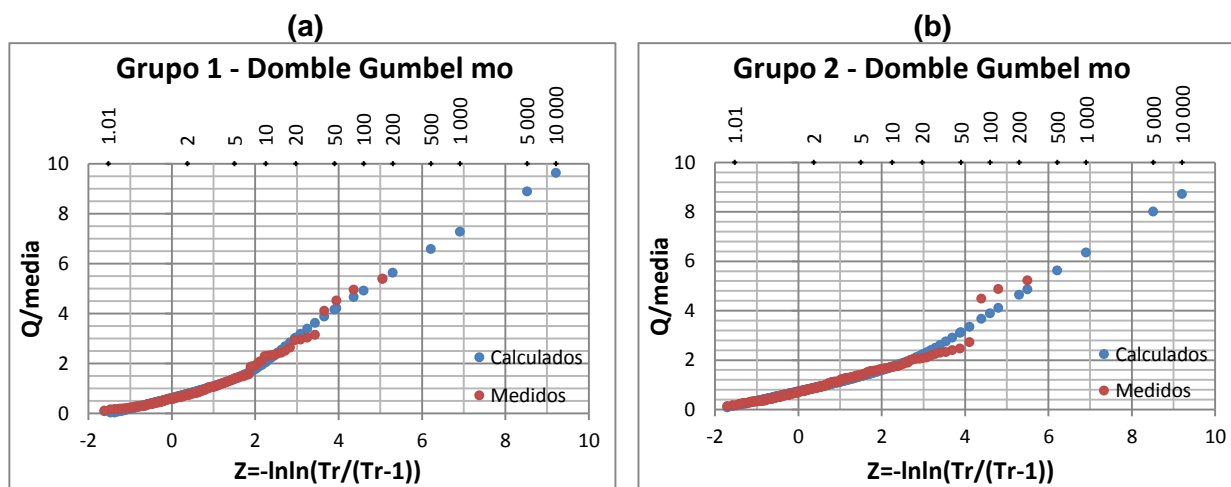 (a)
Grupo 1 - Domble Gumbel mo
1.01 2 5 10 20 50 100 200 500 1 000 5 000 10 000
10
8
6
4
2
0
Q/media
Calculados
Medidos
-2 0 2 4 6 8 10
Z=-lnln(Tr/(Tr-1))
(b)
Grupo 2 - Domble Gumbel mo
1.01 2 5 10 20 50 100 200 500 1 000 5 000 10 000
10
8
6
4
2
0
Q/media
Calculados
Medidos
-2 0 2 4 6 8 10
Z=-lnln(Tr/(Tr-1))